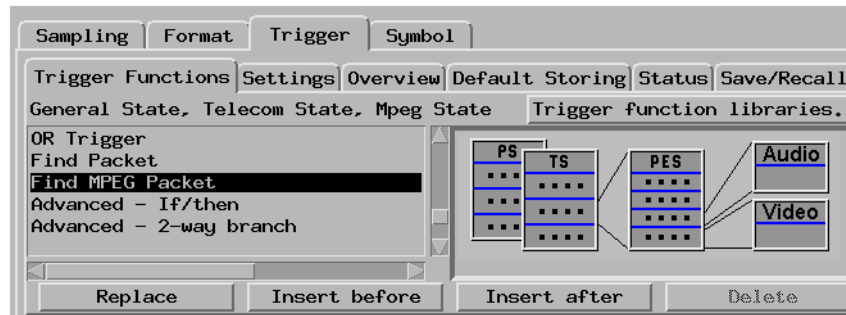 Sampling Format Trigger Symbol
Trigger Functions Settings Overview Default Storing Status Save/Recall
General State, Telecom State, Mpeg State Trigger function libraries.
OR Trigger
Find Packet
Find MPEG Packet
Advanced - If/then
Advanced - 2-way branch
PS
TS
PES
Audio
Video
Replace Insert before Insert after Delete